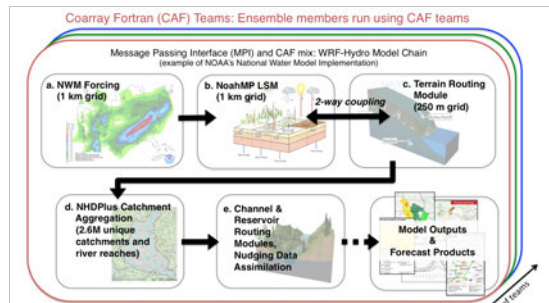 Coarray Fortran (CAF) Teams: Ensemble members run using CAF teams
Message Passing Interface (MPI) and CAF mix: WRF-Hydro Model Chain
(example of NOAA's National Water Model Implementation)
a. NWM Forcing
(1 km grid)
b. NoahMP LSM
(1 km grid)
2-way coupling
c. Terrain Routing
Module
(250 m grid)
d. NHDPlus Catchment
Aggregation
(2.6M unique
catchments and
river reaches)
e. Channel &
Reservoir
Routing
Modules,
Nudging Data
Assimilation
Model Outputs
&
Forecast Products
teams